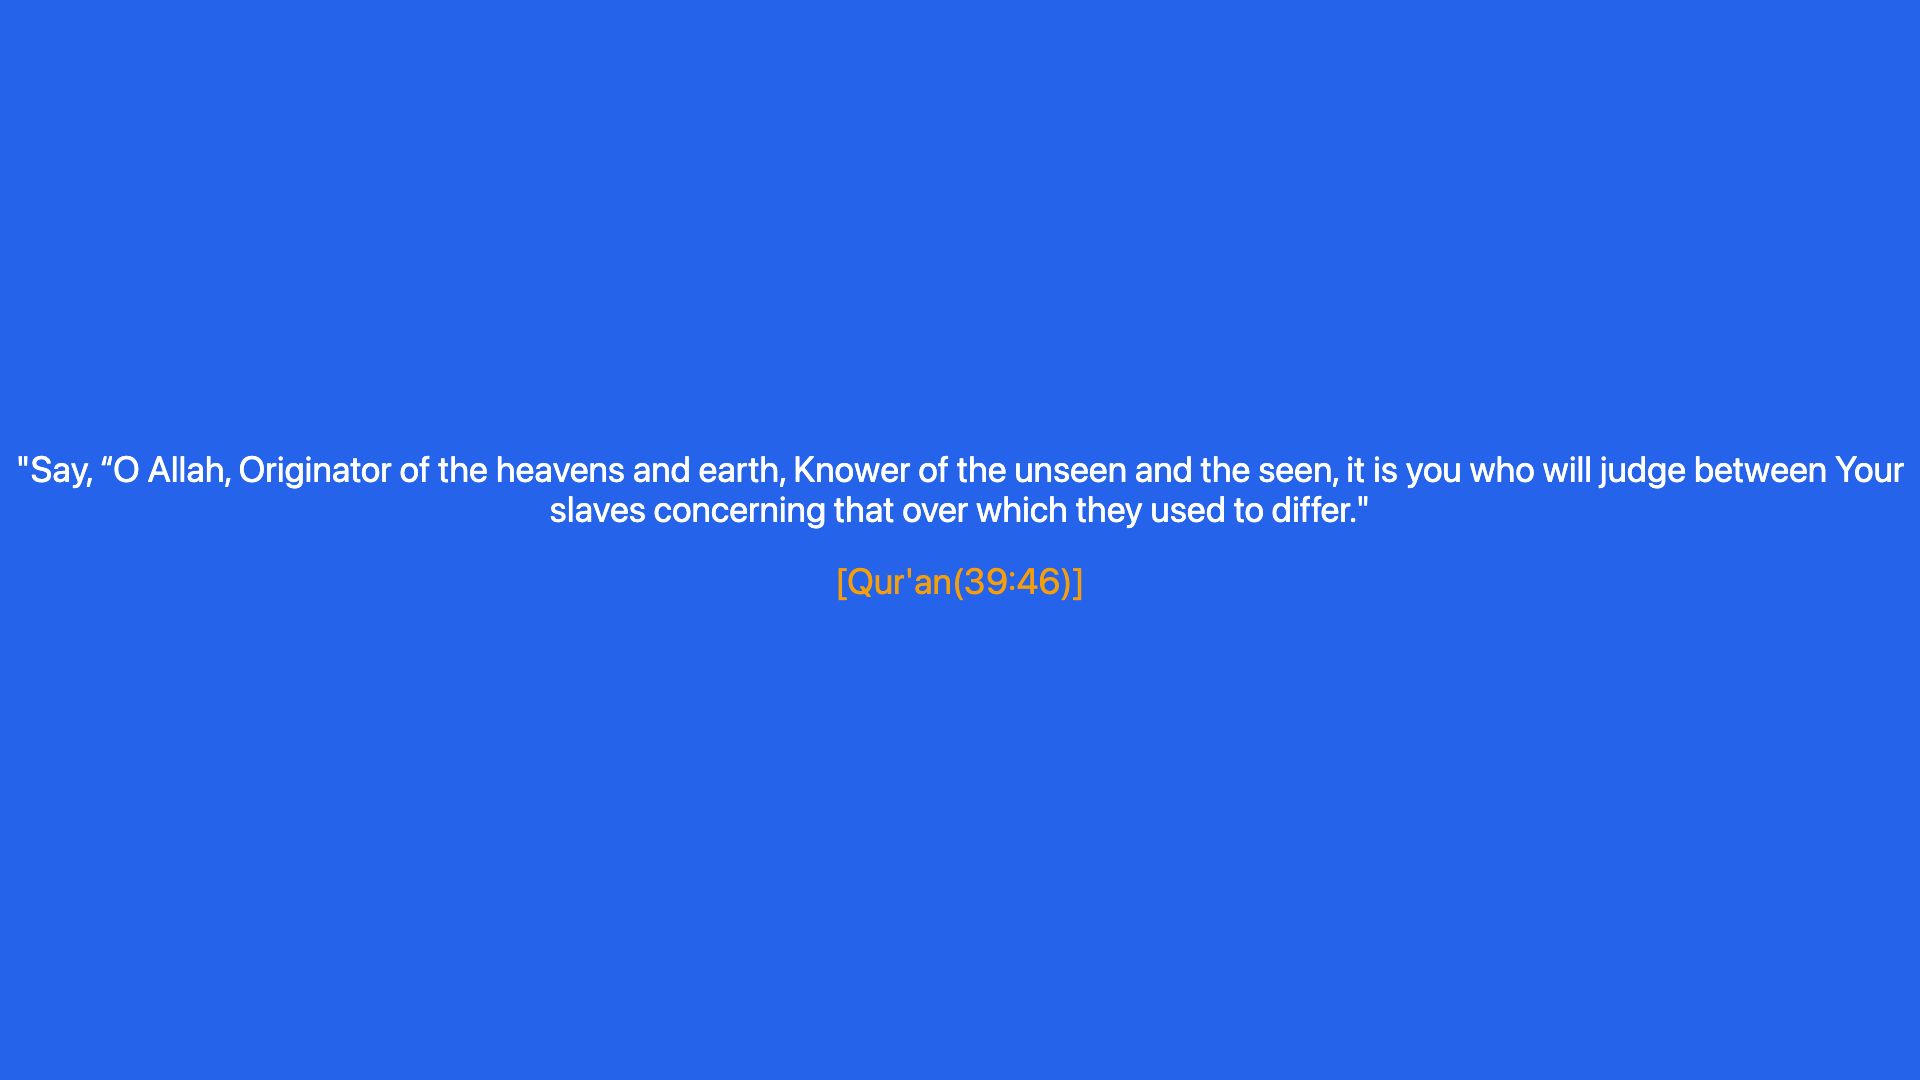 "Say, “O Allah, Originator of the heavens and earth, Knower of the unseen and the seen, it is you who will judge between Your
slaves concerning that over which they used to differ."
[Qur'an(39:46)]